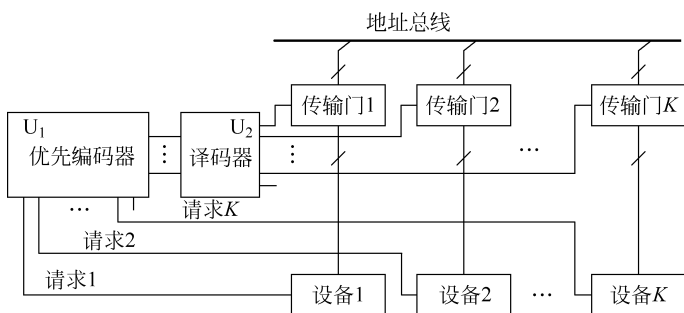 地址总线
传输门1
传输门2
传输门K
U1
优先编码器
⋮
U2
译码器
⋮
…
…
请求K
请求2
请求1
设备1
设备2
…
设备K